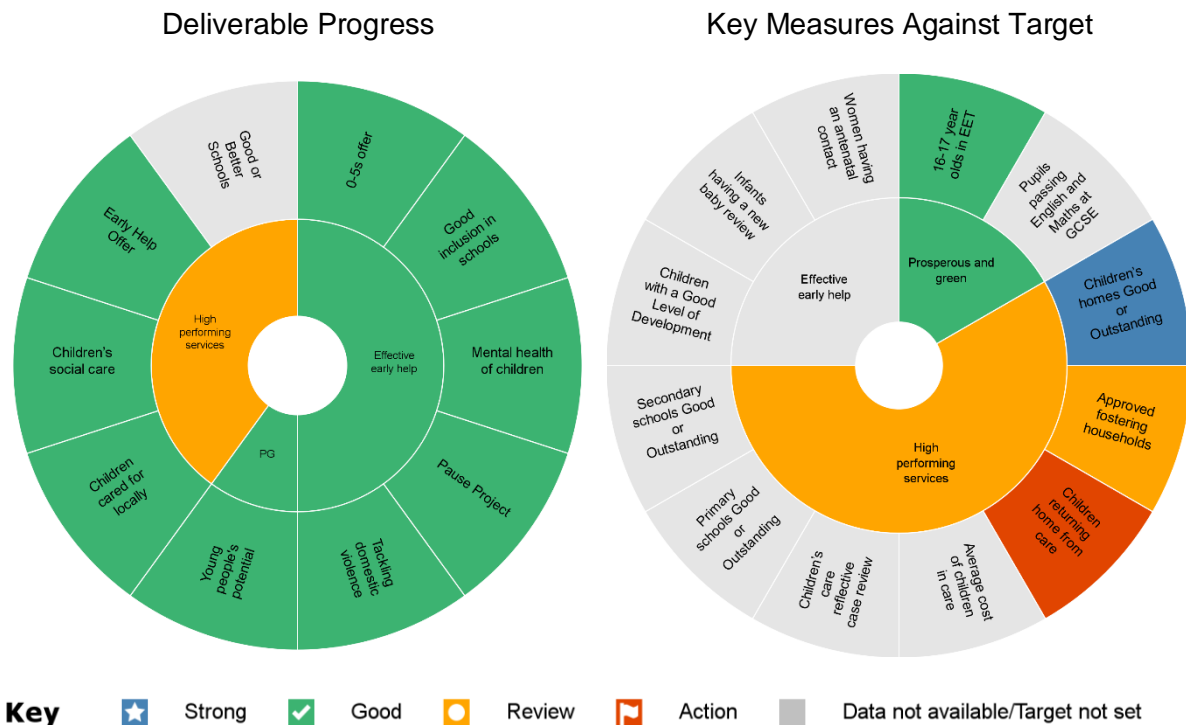 Deliverable Progress
Key Measures Against Target
Good or
Better
Schools
0-5s offer
Good
inclusion in
schools
Mental health
of children
Pause Project
Tackling
domestic
violence
Young
people's
potential
Children
cared for
locally
Children's
social care
Early Help
Offer
High
performing
services
Effective
early help
PG
Women having
an antenatal
contact
16-17 year
olds in EET
Pupils
passing
English and
Maths at
GCSE
Children's
homes Good
or
Outstanding
Approved
fostering
households
Children
returning
home from
care
Average cost
of children
in care
Children's
care
reflective
case review
Primary
schools Good
or
Outstanding
Secondary
schools Good
or
Outstanding
Children
with a Good
Level of
Development
Infants
having a new
baby review
Effective
early help
Prosperous and
green
High
performing
services
Key Strong Good Review Action Data not available/Target not set